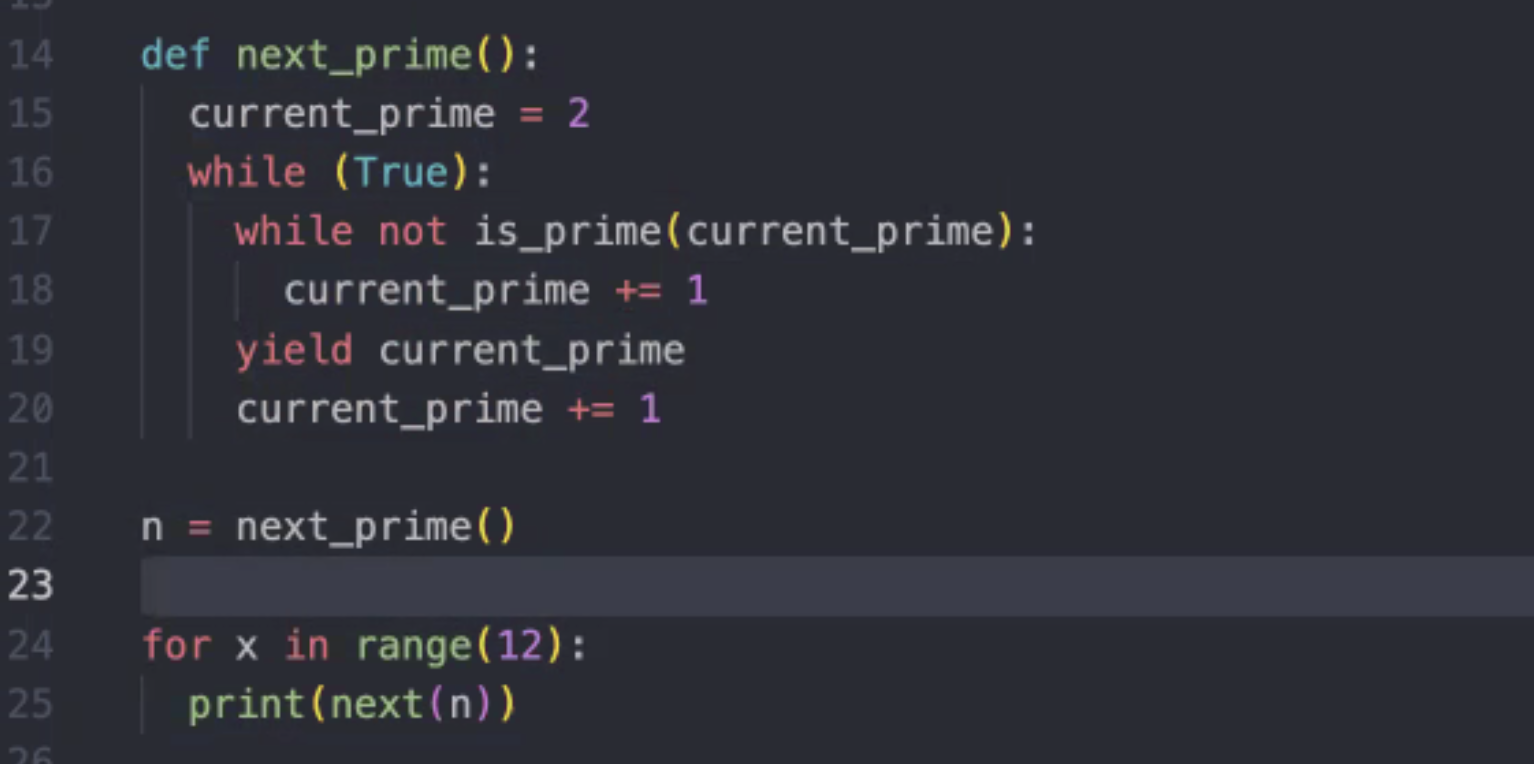 14 def next_prime():
15   current_prime = 2
16   while (True):
17     while not is_prime(current_prime):
18       current_prime += 1
19     yield current_prime
20     current_prime += 1
21
22 n = next_prime()
23
24 for x in range(12):
25   print(next(n))